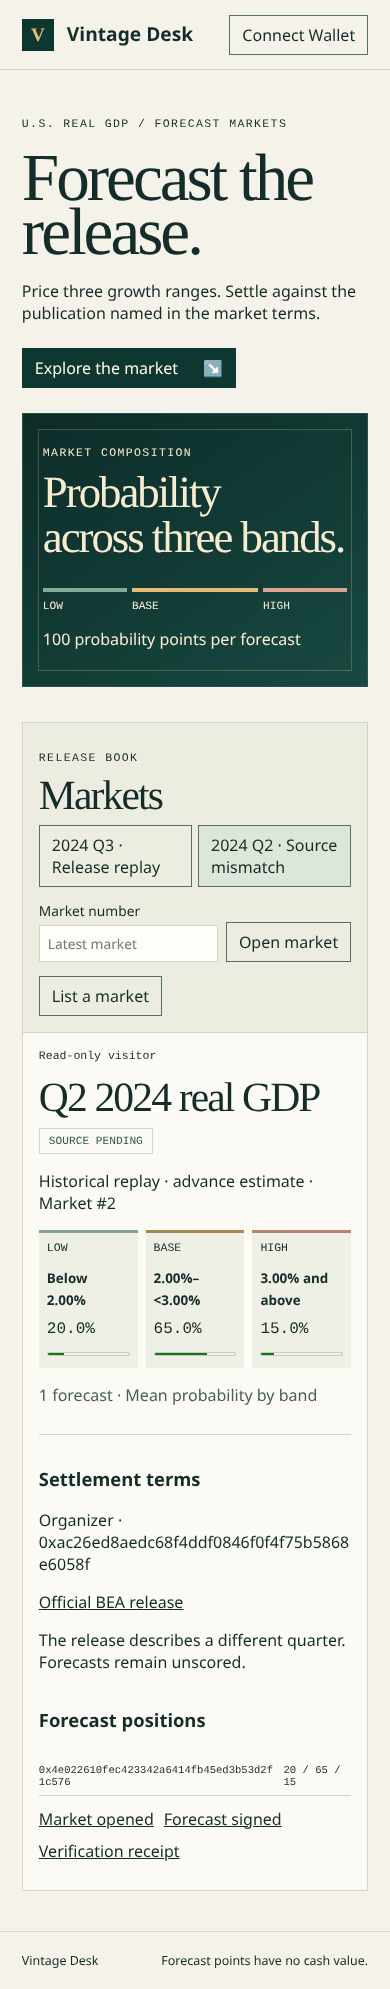 V Vintage Desk Connect Wallet
U.S. REAL GDP / FORECAST MARKETS
Forecast the
release.
Price three growth ranges. Settle against the
publication named in the market terms.
Explore the market ↘
MARKET COMPOSITION
Probability
across three bands.
LOW BASE HIGH
100 probability points per forecast
RELEASE BOOK
Markets
2024 Q3 ·
Release replay
2024 Q2 · Source
mismatch
Market number
Latest market
Open market
List a market
Read-only visitor
Q2 2024 real GDP
SOURCE PENDING
Historical replay · advance estimate ·
Market #2
LOW
Below
2.00%
20.0%
BASE
2.00%–
<3.00%
65.0%
HIGH
3.00% and
above
15.0%
1 forecast · Mean probability by band
Settlement terms
Organizer ·
0xac26ed8aedc68f4ddf0846f0f4f75b5868
e6058f
Official BEA release
The release describes a different quarter.
Forecasts remain unscored.
Forecast positions
0x4e022610fec423342a6414fb45ed3b53d2f
1c576
20 / 65 /
15
Market opened Forecast signed
Verification receipt
Vintage Desk Forecast points have no cash value.